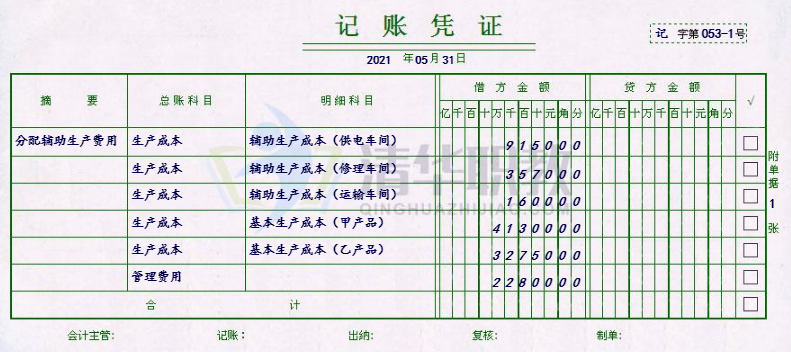 记账凭证
记 字第 053-1号
2021 年 05月 31日
摘 要 总账科目 明细科目 借方金额 贷方金额 √
亿 千 百 十 万 千 百 十 元 角 分 亿 千 百 十 万 千 百 十 元 角 分
分配辅助生产费用 生产成本 辅助生产成本（供电车间） 915000
生产成本 辅助生产成本（修理车间） 357000
生产成本 辅助生产成本（运输车间） 160000
生产成本 基本生产成本（甲产品） 4130000
生产成本 基本生产成本（乙产品） 3275000
管理费用 2280000
合 计
附单据 1 张
会计主管： 记账： 出纳： 复核： 制单：
清华职教
QINGHUAZHIJIAO.COM